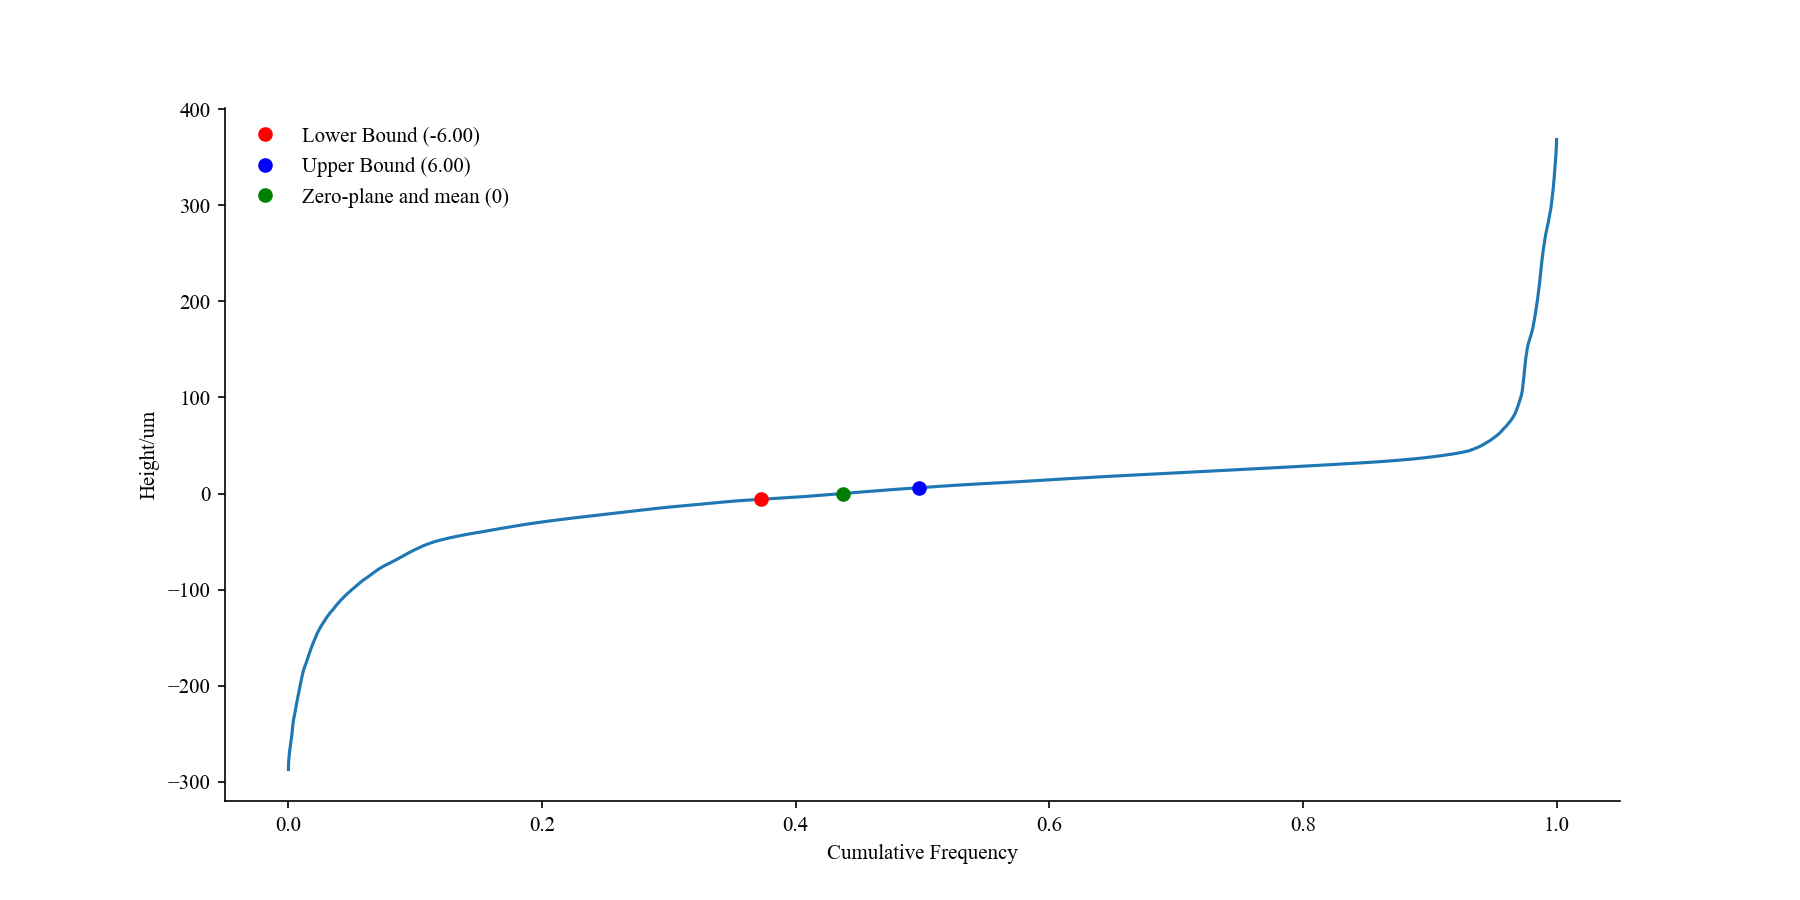 400
Lower Bound (-6.00)
Upper Bound (6.00)
Zero-plane and mean (0)
300
200
100
0
−100
−200
−300
Height/um
0.0 0.2 0.4 0.6 0.8 1.0
Cumulative Frequency